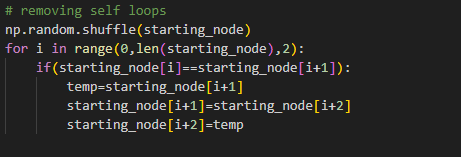 # removing self loops
np.random.shuffle(starting_node)
for i in range(0,len(starting_node),2):
    if(starting_node[i]==starting_node[i+1]):
        temp=starting_node[i+1]
        starting_node[i+1]=starting_node[i+2]
        starting_node[i+2]=temp